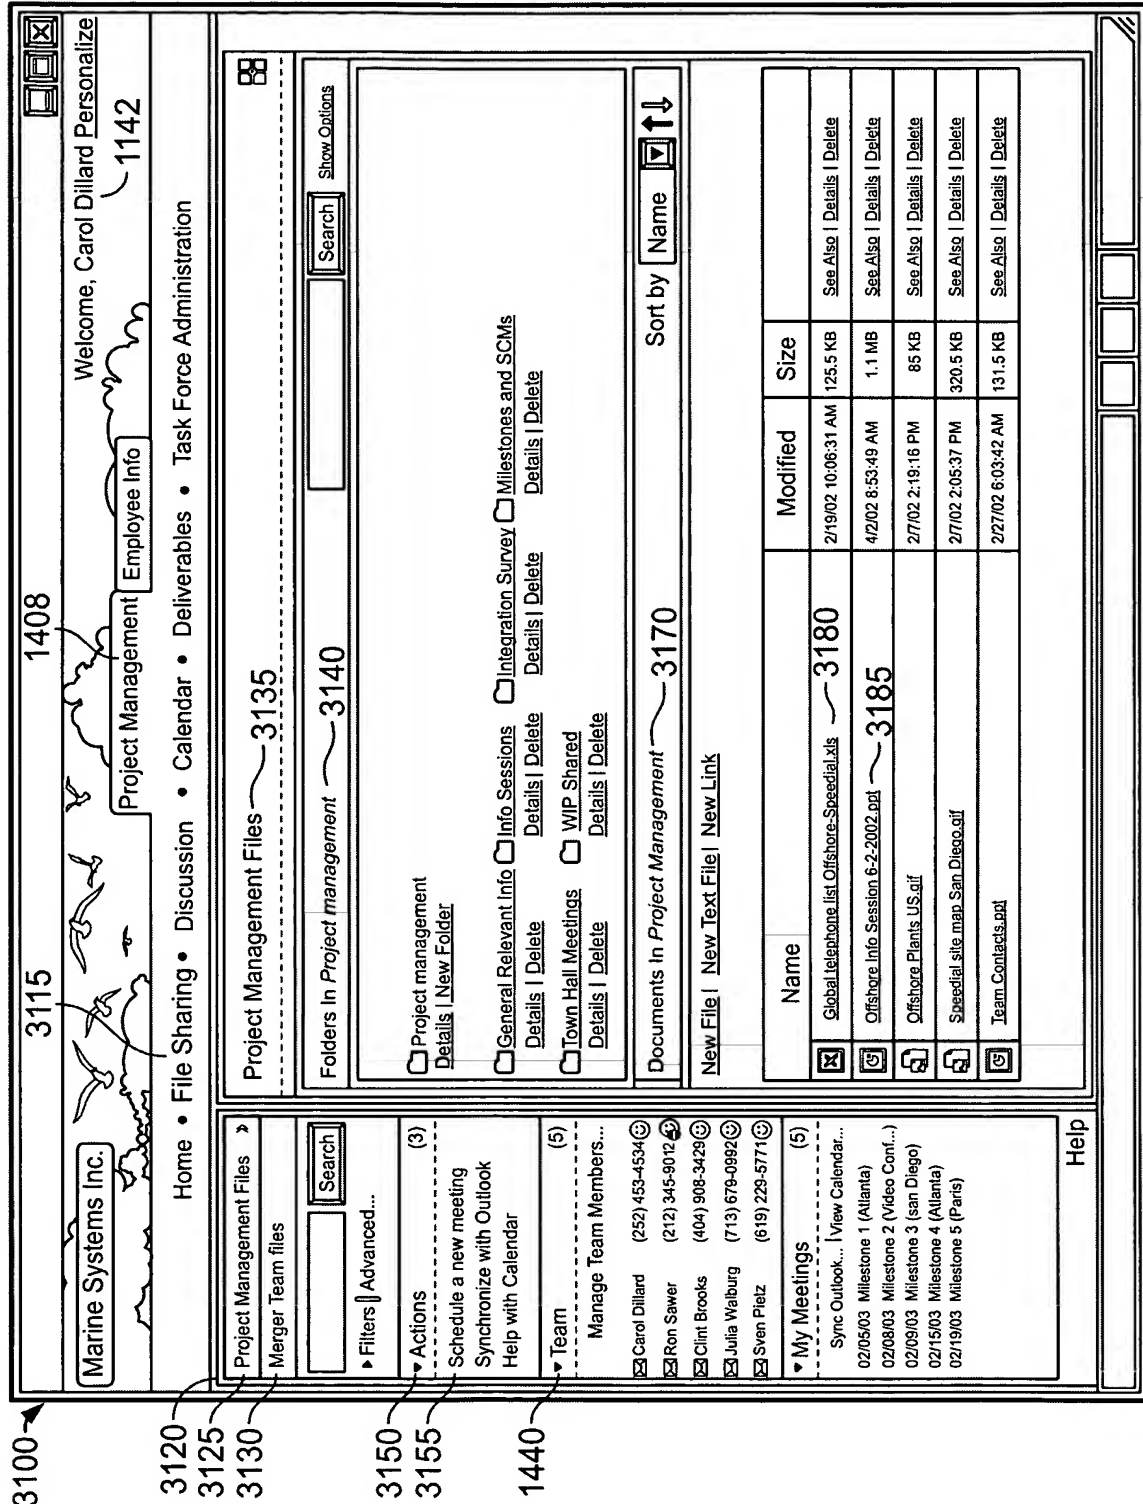 3100
3115
1408
Marine Systems Inc.
Welcome, Carol Dillard Personalize
1142
Project Management
Employee Info
Home • File Sharing • Discussion • Calendar • Deliverables • Task Force Administration
3120
3125
3130
Project Management Files »
Merger Team files
Search
Filters || Advanced...
3150
3155
Actions (3)
Schedule a new meeting
Synchronize with Outlook
Help with Calendar
1440
Team (5)
Manage Team Members...
Carol Dillard (252) 453-4534
Ron Sawer (212) 345-9012
Clint Brooks (404) 908-3429
Julia Walburg (713) 679-0992
Sven Pietz (619) 229-5771
My Meetings (5)
Sync Outlook... | View Calendar...
02/05/03 Milestone 1 (Atlanta)
02/08/03 Milestone 2 (Video Conf...)
02/09/03 Milestone 3 (san Diego)
02/15/03 Milestone 4 (Atlanta)
02/19/03 Milestone 5 (Paris)
Help
Project Management Files 3135
Folders In Project management 3140
Search Show Options
Project management
Details | New Folder
General Relevant Info Info Sessions Integration Survey Milestones and SCMs
Details | Delete Details | Delete Details | Delete Details | Delete
Town Hall Meetings WIP Shared
Details | Delete Details | Delete
Documents In Project Management 3170 Sort by Name
New File | New Text File | New Link
Name Modified Size
Global telephone list Offshore-Speedial.xls 3180 2/19/02 10:06:31 AM 125.5 KB See Also | Details | Delete
Offshore Info Session 6-2-2002.ppt 3185 4/2/02 8:53:49 AM 1.1 MB See Also | Details | Delete
Offshore Plants US.gif 2/7/02 2:19:16 PM 85 KB See Also | Details | Delete
Speedial site map San Diego.gif 2/7/02 2:05:37 PM 320.5 KB See Also | Details | Delete
Team Contacts.ppt 2/27/02 6:03:42 AM 131.5 KB See Also | Details | Delete